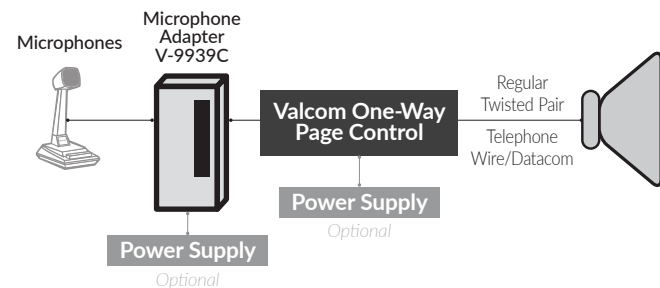 Microphones
Microphone
Adapter
V-9939C
Valcom One-Way
Page Control
Regular
Twisted Pair
Telephone
Wire/Datacom
Power Supply
Optional
Power Supply
Optional